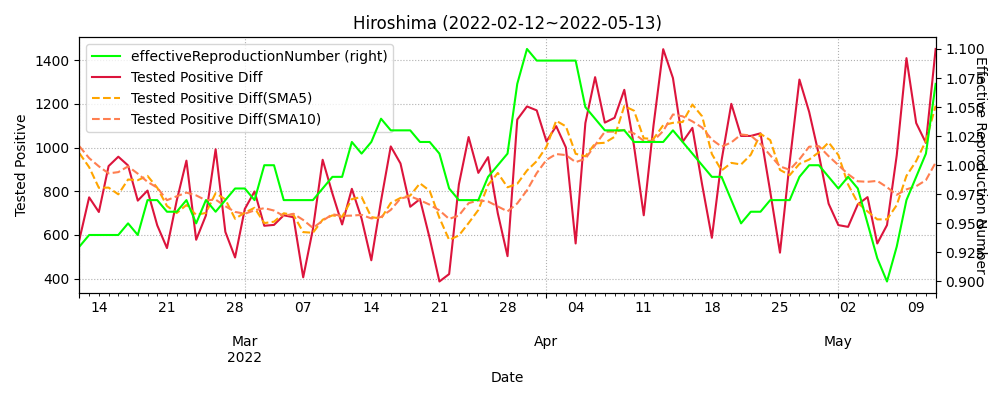 Hiroshima (2022-02-12~2022-05-13)
effectiveReproductionNumber (right)
Tested Positive Diff
Tested Positive Diff(SMA5)
Tested Positive Diff(SMA10)
Tested Positive
1400
1200
1000
800
600
400
1.100
1.075
1.050
1.025
1.000
0.975
0.950
0.925
0.900
Effective Reproduction Number
14 21 28 07 14 21 28 04 11 18 25 02 09
Mar Apr May
2022
Date